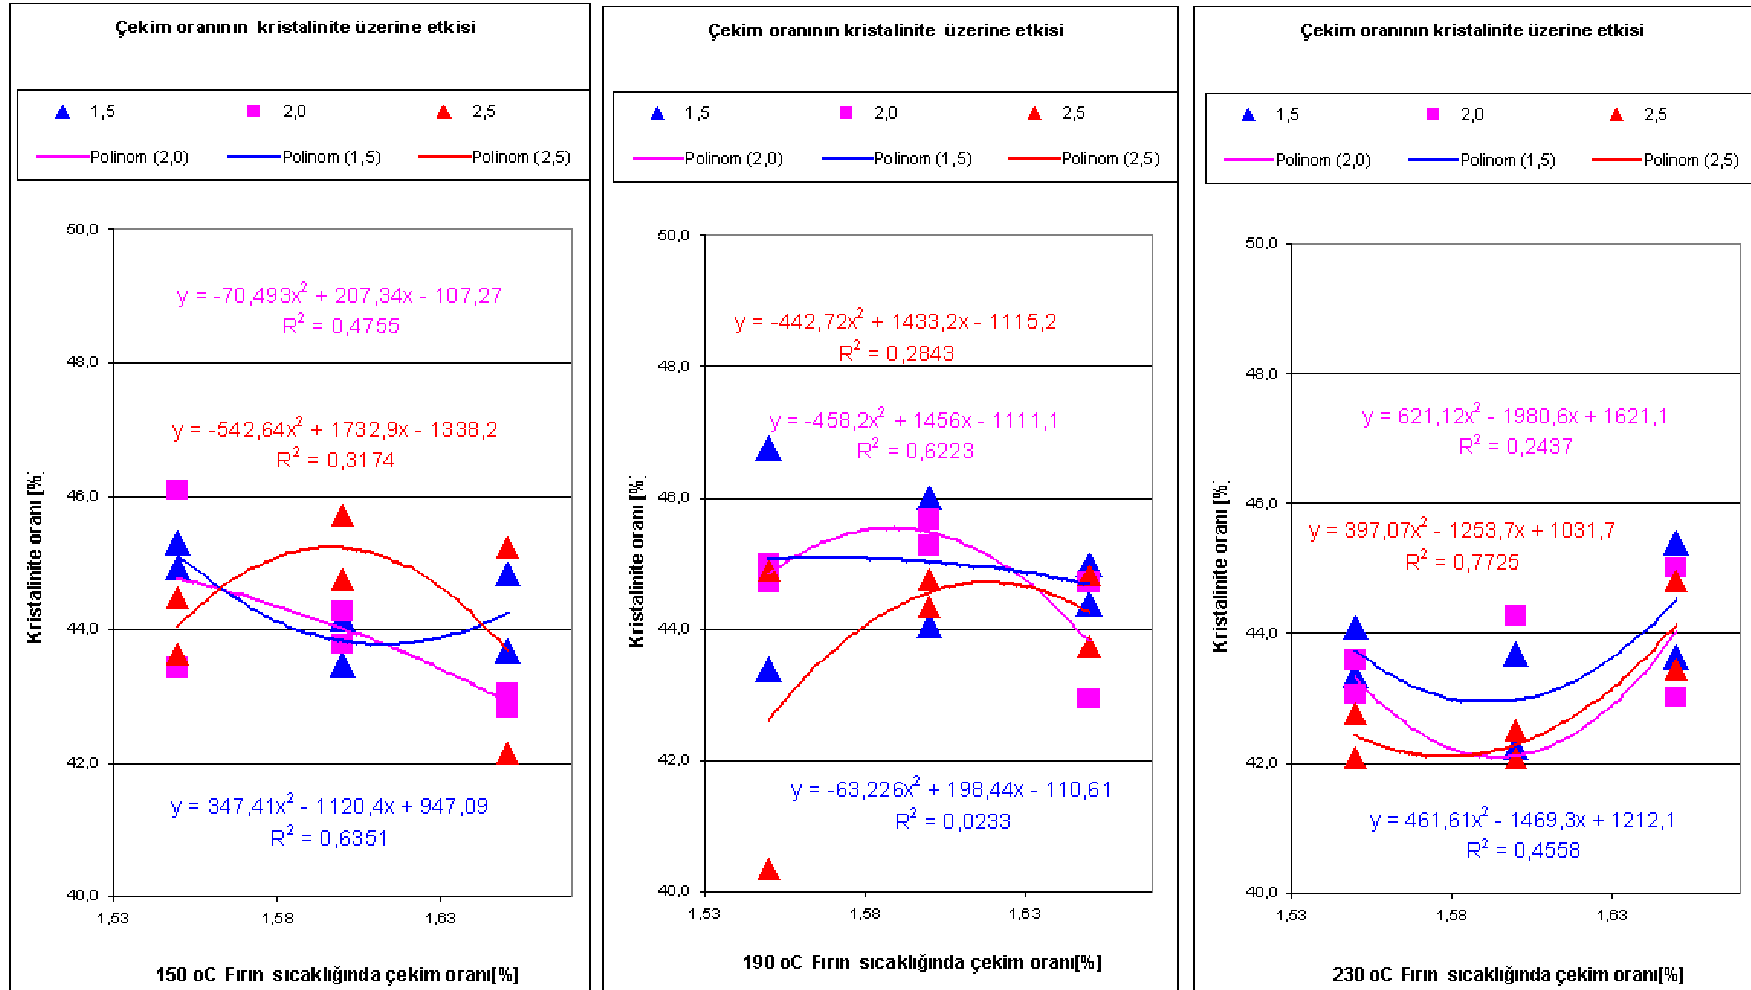 Çekim oranının kristalinite üzerine etkisi
1,5 2,0 2,5
Polinom (2,0) Polinom (1,5) Polinom (2,5)
50,0
48,0
46,0
44,0
42,0
40,0
Kristalinite oranı [%]
y = -70,493x² + 207,34x - 107,27
R² = 0,4755
y = -542,64x² + 1732,9x - 1338,2
R² = 0,3174
y = 347,41x² - 1120,4x + 947,09
R² = 0,6351
1,53 1,58 1,63
150 oC Fırın sıcaklığında çekim oranı[%]
Çekim oranının kristalinite üzerine etkisi
1,5 2,0 2,5
Polinom (2,0) Polinom (1,5) Polinom (2,5)
50,0
48,0
46,0
44,0
42,0
40,0
Kristalinite oranı [%]
y = -442,72x² + 1433,2x - 1115,2
R² = 0,2843
y = -458,2x² + 1456x - 1111,1
R² = 0,6223
y = -63,226x² + 198,44x - 110,61
R² = 0,0233
1,53 1,58 1,63
190 oC Fırın sıcaklığında çekim oranı[%]
Çekim oranının kristalinite üzerine etkisi
1,5 2,0 2,5
Polinom (2,0) Polinom (1,5) Polinom (2,5)
50,0
48,0
46,0
44,0
42,0
40,0
Kristalinite oranı [%]
y = 621,12x² - 1980,6x + 1621,1
R² = 0,2437
y = 397,07x² - 1253,7x + 1031,7
R² = 0,7725
y = 461,61x² - 1469,3x + 1212,1
R² = 0,4558
1,53 1,58 1,63
230 oC Fırın sıcaklığında çekim oranı[%]